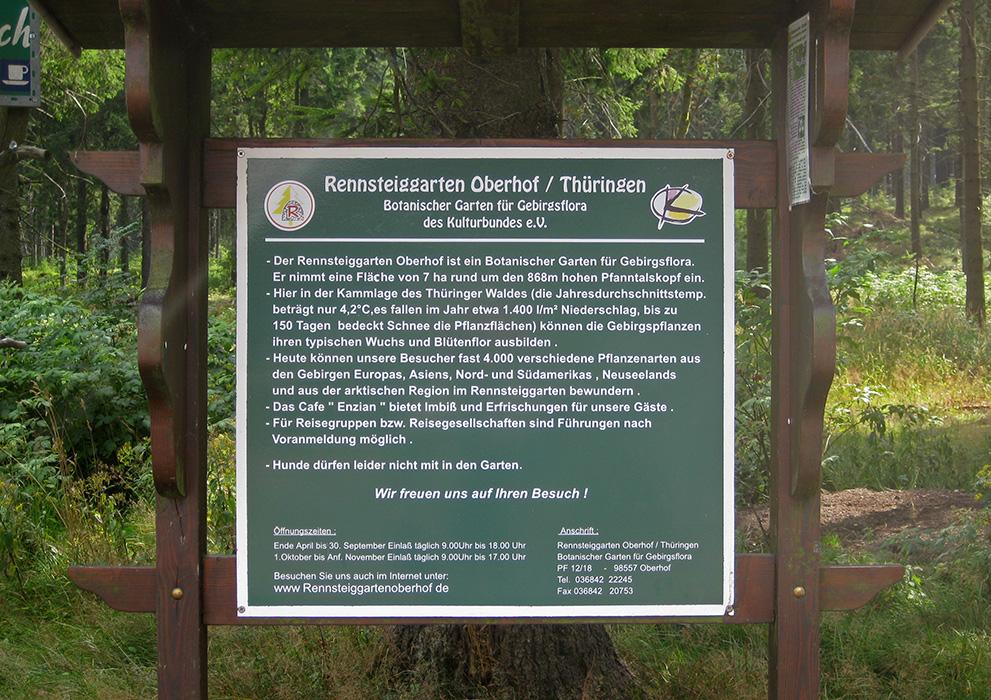 ch
Rennsteiggarten Oberhof / Thüringen
Botanischer Garten für Gebirgsflora
des Kulturbundes e.V.
R
- Der Rennsteiggarten Oberhof ist ein Botanischer Garten für Gebirgsflora.
Er nimmt eine Fläche von 7 ha rund um den 868m hohen Pfanntalskopf ein.
- Hier in der Kammlage des Thüringer Waldes (die Jahresdurchschnittstemp.
beträgt nur 4,2°C,es fallen im Jahr etwa 1.400 l/m² Niederschlag, bis zu
150 Tagen bedeckt Schnee die Pflanzflächen) können die Gebirgspflanzen
ihren typischen Wuchs und Blütenflor ausbilden .
- Heute können unsere Besucher fast 4.000 verschiedene Pflanzenarten aus
den Gebirgen Europas, Asiens, Nord- und Südamerikas , Neuseelands
und aus der arktischen Region im Rennsteiggarten bewundern .
- Das Cafe " Enzian " bietet Imbiß und Erfrischungen für unsere Gäste .
- Für Reisegruppen bzw. Reisegesellschaften sind Führungen nach
Voranmeldung möglich .
- Hunde dürfen leider nicht mit in den Garten.
Wir freuen uns auf Ihren Besuch !
Öffnungszeiten :
Ende April bis 30. September Einlaß täglich 9.00Uhr bis 18.00 Uhr
1.Oktober bis Anf. November Einlaß täglich 9.00Uhr bis 17.00 Uhr
Besuchen Sie uns auch im Internet unter:
www.Rennsteiggartenoberhof de
Anschrift :
Rennsteiggarten Oberhof / Thüringen
Botanischer Garten für Gebirgsflora
PF 12/18 - 98557 Oberhof
Tel. 036842 22245
Fax 036842 20753